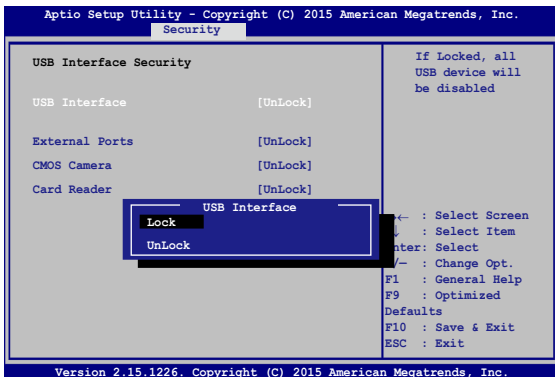 Aptio Setup Utility - Copyright (C) 2015 American Megatrends, Inc.
Security
USB Interface Security
USB Interface [UnLock]
External Ports [UnLock]
CMOS Camera [UnLock]
Card Reader [UnLock]
USB Interface
Lock
UnLock
If Locked, all
USB device will
be disabled
← : Select Screen
↓ : Select Item
nter: Select
/— : Change Opt.
F1 : General Help
F9 : Optimized
Defaults
F10 : Save & Exit
ESC : Exit
Version 2.15.1226. Copyright (C) 2015 American Megatrends, Inc.